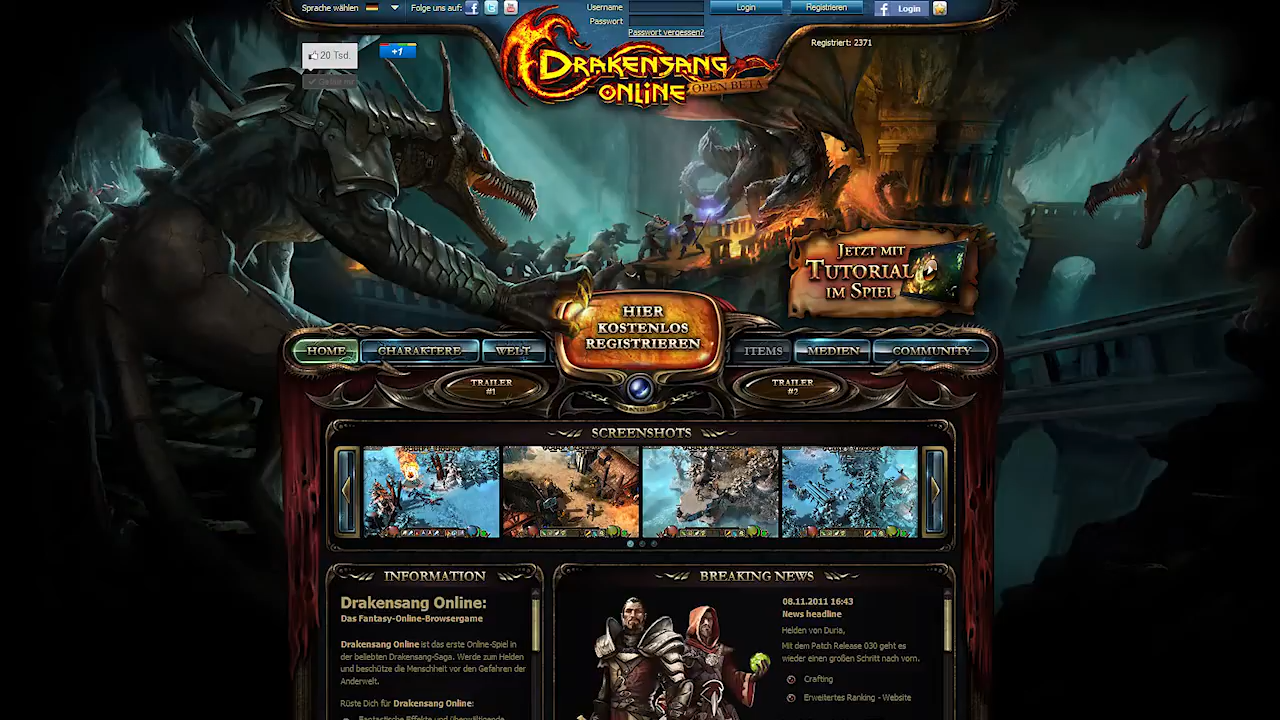 Sprache wählen
Folge uns auf:
Username
Passwort
Passwort vergessen?
Login
Registrieren
Login
20 Tsd.
+1
Registriert: 2371
DRAKENSANG
ONLINE
OPEN BETA
JETZT MIT
TUTORIAL
IM SPIEL
HIER
KOSTENLOS
REGISTRIEREN
HOME
CHARAKTERE
WELT
ITEMS
MEDIEN
COMMUNITY
TRAILER
#1
TRAILER
#2
SCREENSHOTS
INFORMATION
Drakensang Online:
Das Fantasy-Online-Browsergame
Drakensang Online ist das erste Online-Spiel in
der beliebten Drakensang-Saga. Werde zum Helden
und beschütze die Menschheit vor den Gefahren der
Anderwelt.
Rüste Dich für Drakensang Online:
Fantastische Effekte und überwältigende
BREAKING NEWS
08.11.2011 16:43
News headline
Helden von Duria,
Mit dem Patch Release 030 geht es
wieder einen großen Schritt nach vorn.
Crafting
Erweitertes Ranking - Website